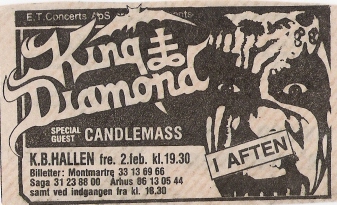 E.T. Concerts ApS
King
Diamond
SPECIAL GUEST CANDLEMASS
K.B.HALLEN fre. 2.feb. kl.19.30
I AFTEN
Billetter: Montmartre 33 13 69 66
Saga 31 23 88 00 Århus 06 13 05 44
samt ved indgangen fra kl. 18,30